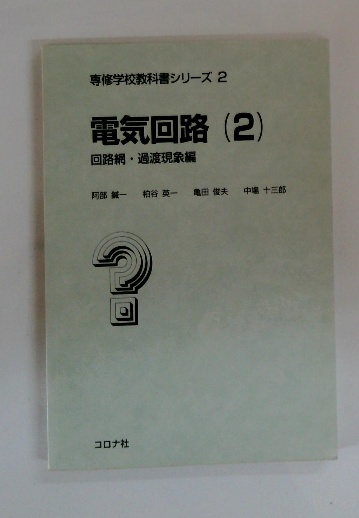 専修学校教科書シリーズ 2
電気回路(2)
回路網・過渡現象編
阿部 鍼一 柏谷 英一 亀田 俊夫 中場 十三郎
?
コロナ社